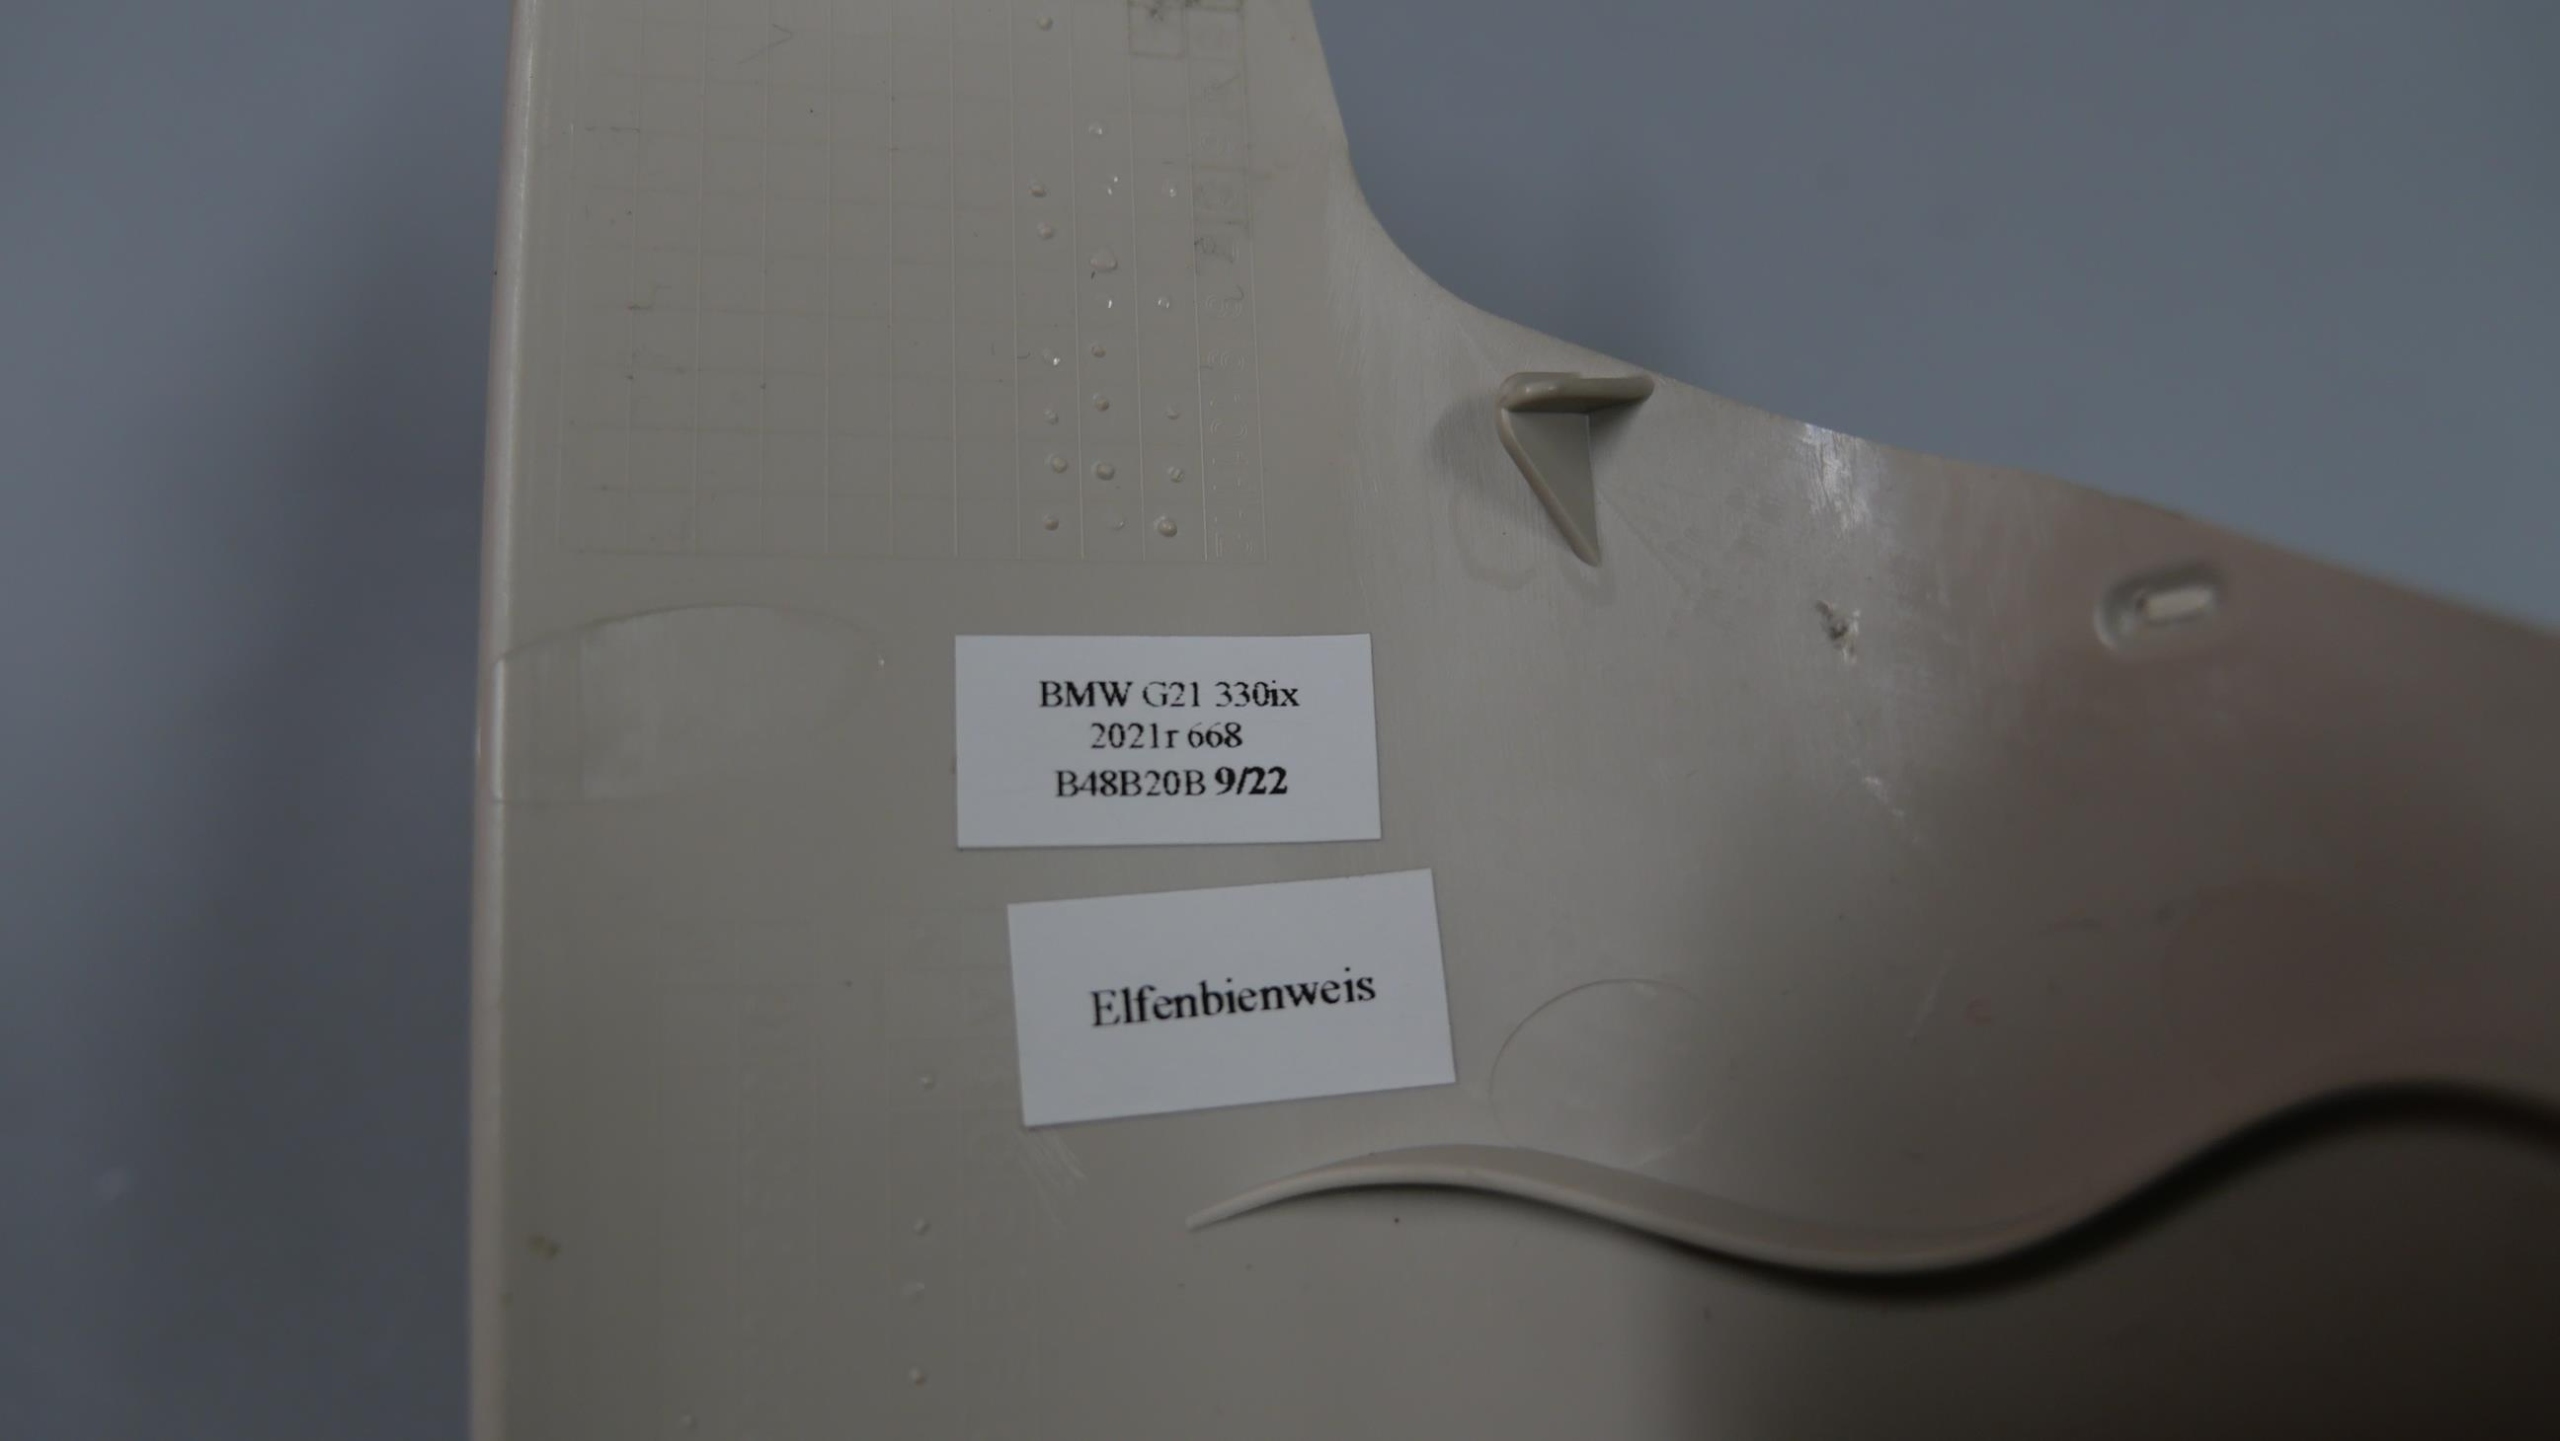 BMW G21 330ix
2021r 668
B48B20B 9/22
Elfenbienweis